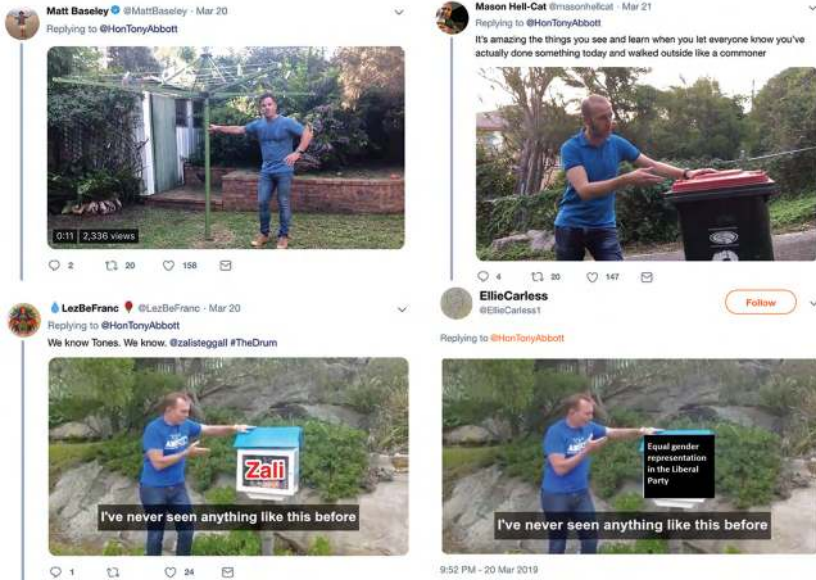 Matt Baseley @MattBaseley · Mar 20
Replying to @HonTonyAbbott
0:11 2,336 views
2 20 158
LezBeFranc @LezBeFranc · Mar 20
Replying to @HonTonyAbbott
We know Tones. We know. @zalisteggall #TheDrum
Zali
I've never seen anything like this before
1 24
Mason Hell-Cat @masonhellcat · Mar 21
Replying to @HonTonyAbbott
It's amazing the things you see and learn when you let everyone know you've
actually done something today and walked outside like a commoner
4 20 147
EllieCarless
@EllieCarless1
Follow
Replying to @HonTonyAbbott
Equal gender
representation
in the Liberal
Party
I've never seen anything like this before
9:52 PM - 20 Mar 2019